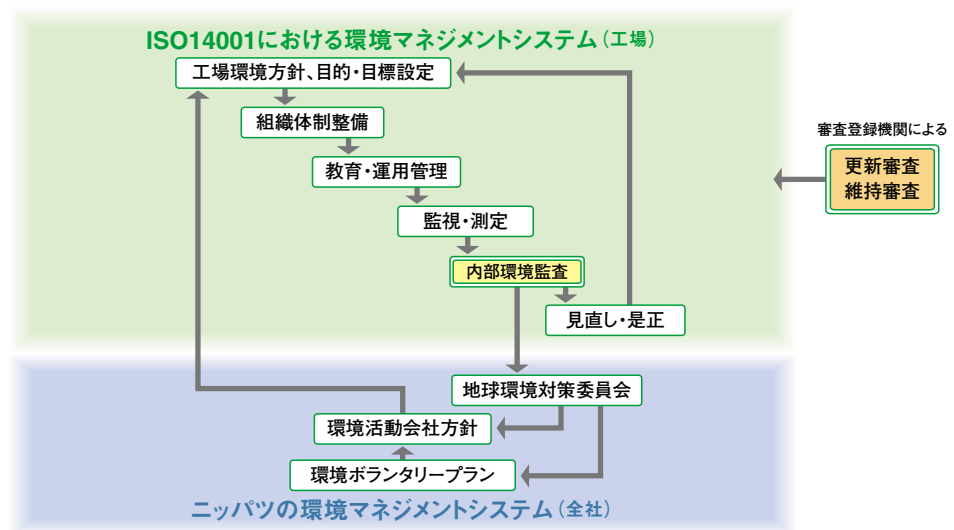 ISO14001における環境マネジメントシステム（工場）
工場環境方針、目的・目標設定
組織体制整備
教育・運用管理
監視・測定
内部環境監査
見直し・是正
審査登録機関による
更新審査
維持審査
地球環境対策委員会
環境活動会社方針
環境ボランタリープラン
ニッパツの環境マネジメントシステム（全社）